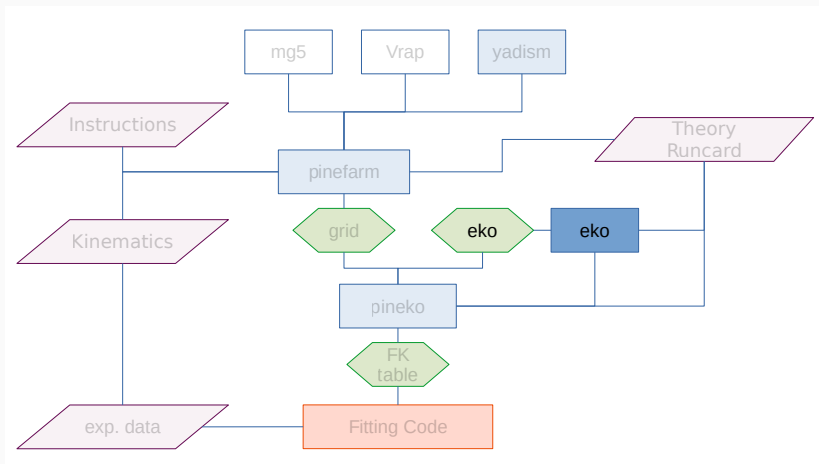 mg5
Vrap
yadism
Instructions
Theory
Runcard
pinefarm
Kinematics
grid
eko
eko
pineko
FK
table
exp. data
Fitting Code